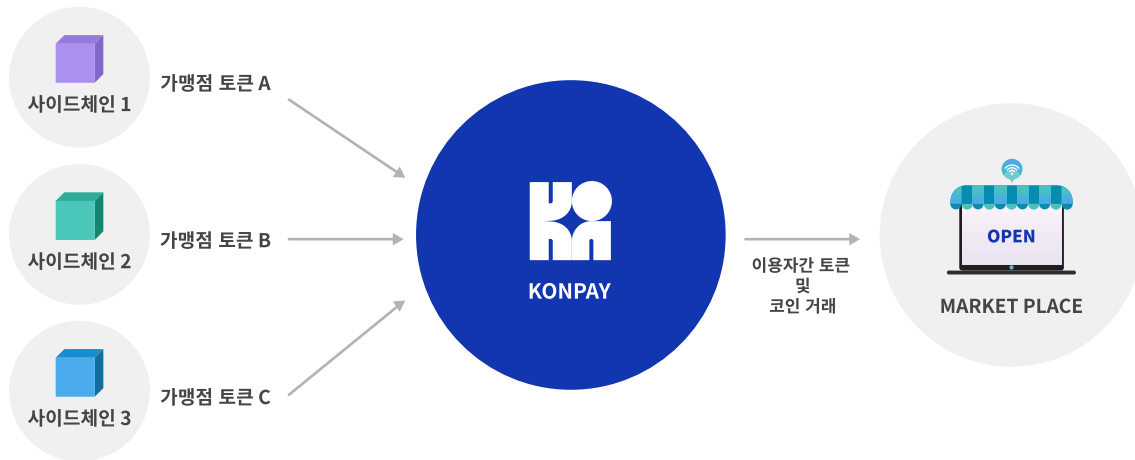 사이드체인 1
가맹점 토큰 A
사이드체인 2
가맹점 토큰 B
사이드체인 3
가맹점 토큰 C
KONPAY
이용자간 토큰
및
코인 거래
OPEN
MARKET PLACE